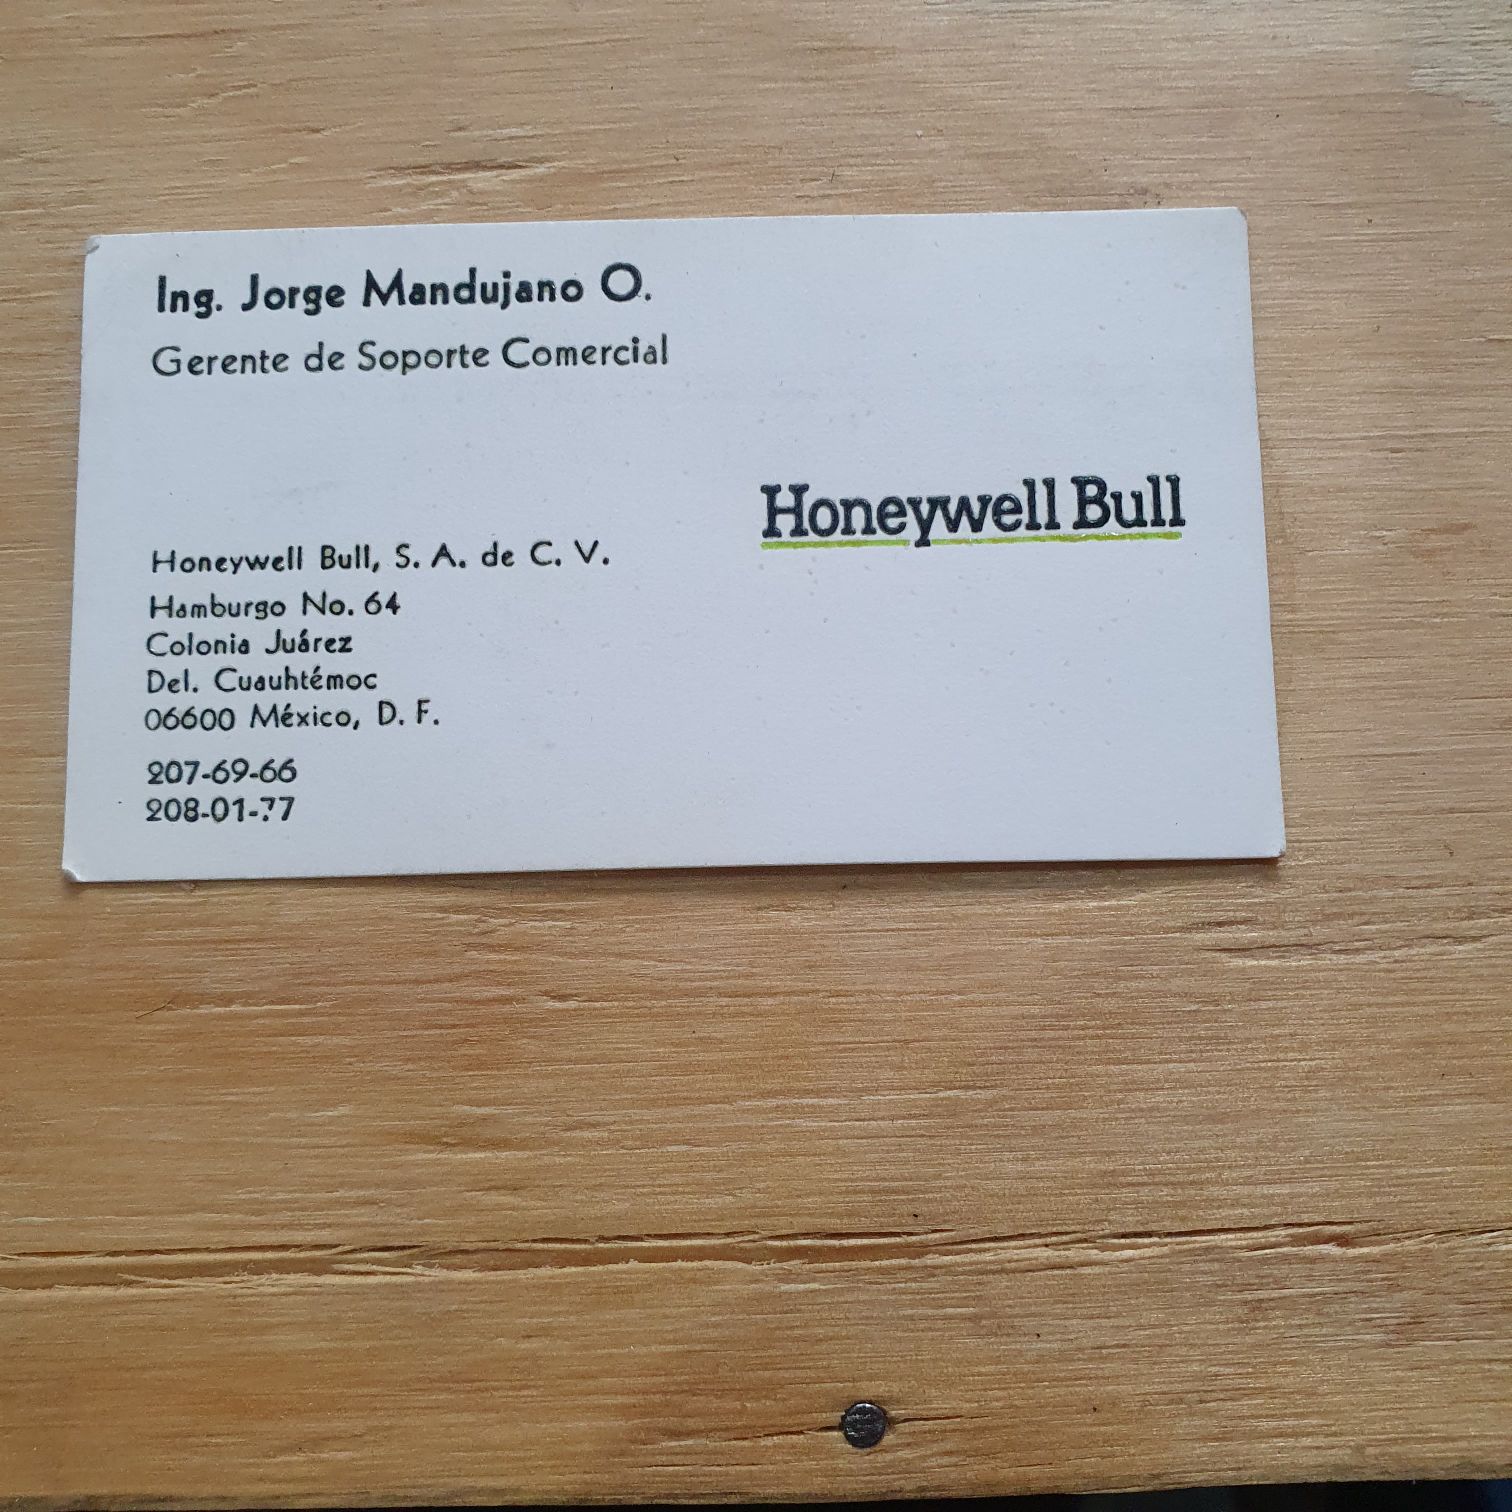 Ing. Jorge Mandujano O.
Gerente de Soporte Comercial
Honeywell Bull
Honeywell Bull, S. A. de C. V.
Hamburgo No. 64
Colonia Juárez
Del. Cuauhtémoc
06600 México, D. F.
207-69-66
208-01-77